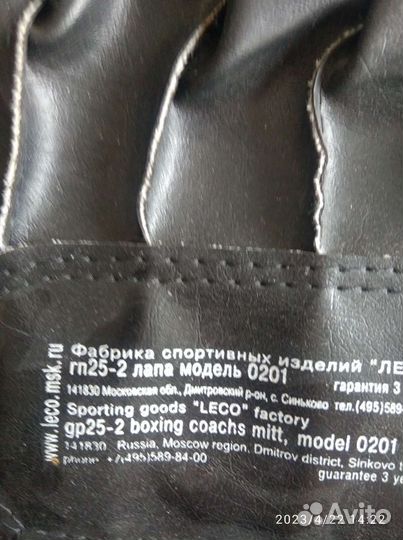 www.leco.msk.ru
Фабрика спортивных изделий "ЛЕ
гп25-2 лапа модель 0201
гарантия 3
141830 Московская обл., Дмитровский р-он, с. Синьково тел.(495)589
Sporting goods "LECO" factory
gp25-2 boxing coachs mitt, model 0201
141830 Russia, Moscow region, Dmitrov district, Sinkovo
phone +7(495)589-84-00
guarantee 3 ye
2023/4/22 14:22
Avito